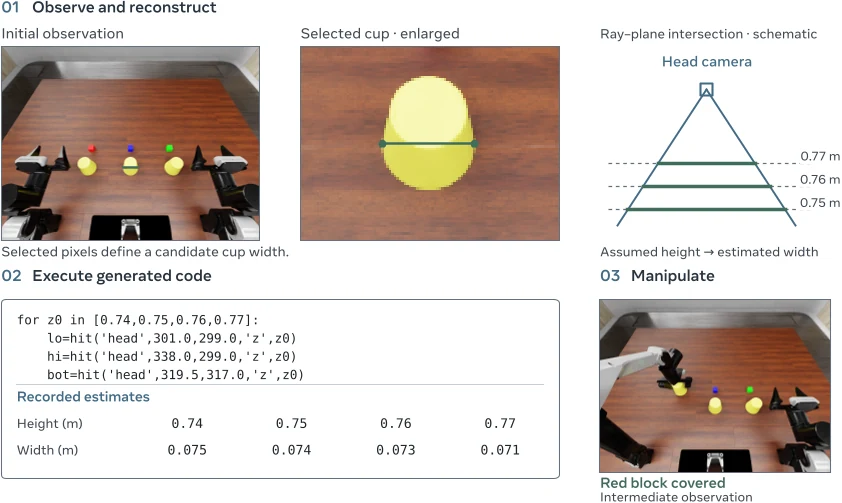 01 Observe and reconstruct
Initial observation
Selected cup · enlarged
Ray–plane intersection · schematic
Head camera
0.77 m
0.76 m
0.75 m
Selected pixels define a candidate cup width.
Assumed height → estimated width
02 Execute generated code
for z0 in [0.74,0.75,0.76,0.77]:
    lo=hit('head',301.0,299.0,'z',z0)
    hi=hit('head',338.0,299.0,'z',z0)
    bot=hit('head',319.5,317.0,'z',z0)
Recorded estimates
Height (m) 0.74 0.75 0.76 0.77
Width (m) 0.075 0.074 0.073 0.071
03 Manipulate
Red block covered
Intermediate observation